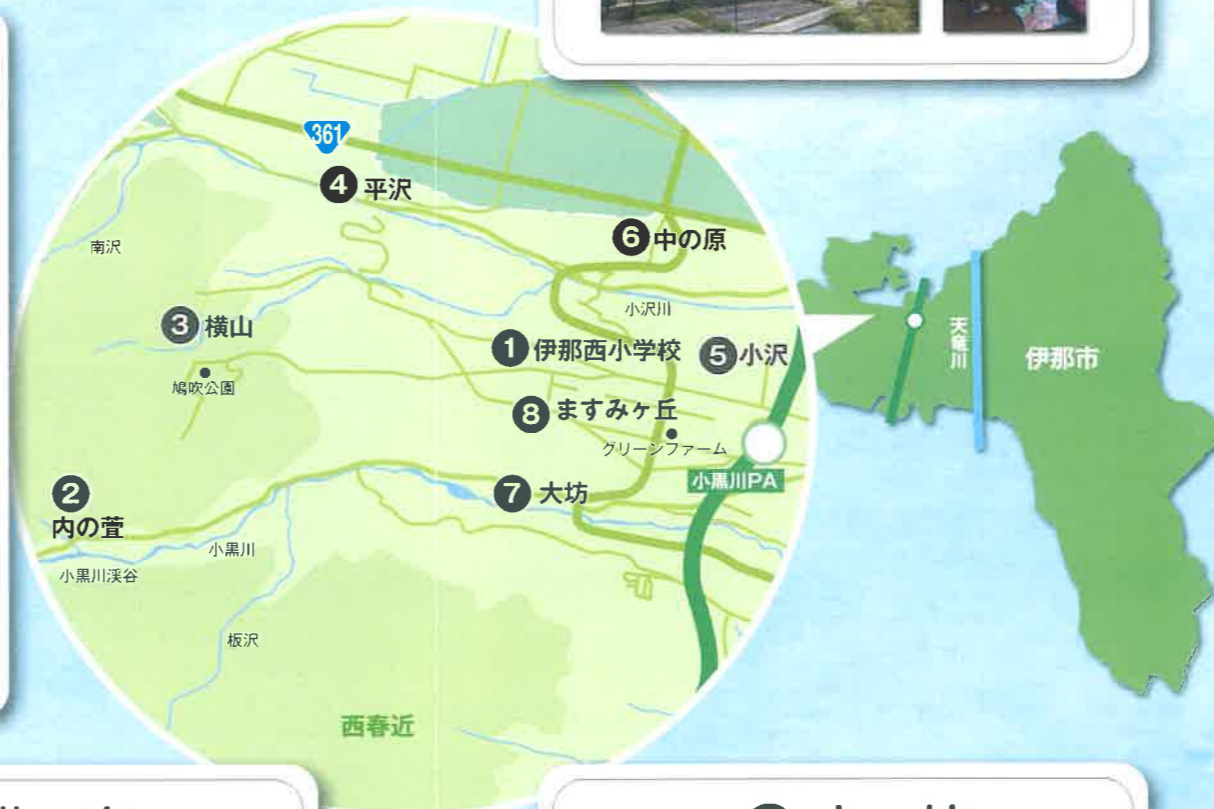 361
4 平沢
6 中の原
南沢
小沢川
3 横山
1 伊那西小学校
5 小沢
鳩吹公園
8 ますみヶ丘
グリーンファーム
小黒川PA
2
内の萱
7 大坊
小黒川
小黒川渓谷
板沢
西春近
天竜川
伊那市